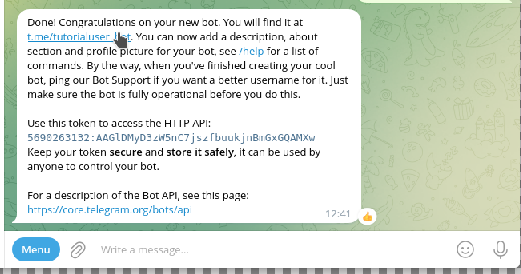 Done! Congratulations on your new bot. You will find it at
t.me/tutorialuser_bot. You can now add a description, about
section and profile picture for your bot, see /help for a list of
commands. By the way, when you've finished creating your cool
bot, ping our Bot Support if you want a better username for it. Just
make sure the bot is fully operational before you do this.
Use this token to access the HTTP API:
Keep your token secure and store it safely, it can be used by
anyone to control your bot.
For a description of the Bot API, see this page:
https://core.telegram.org/bots/api
12:41
Menu
Write a message...